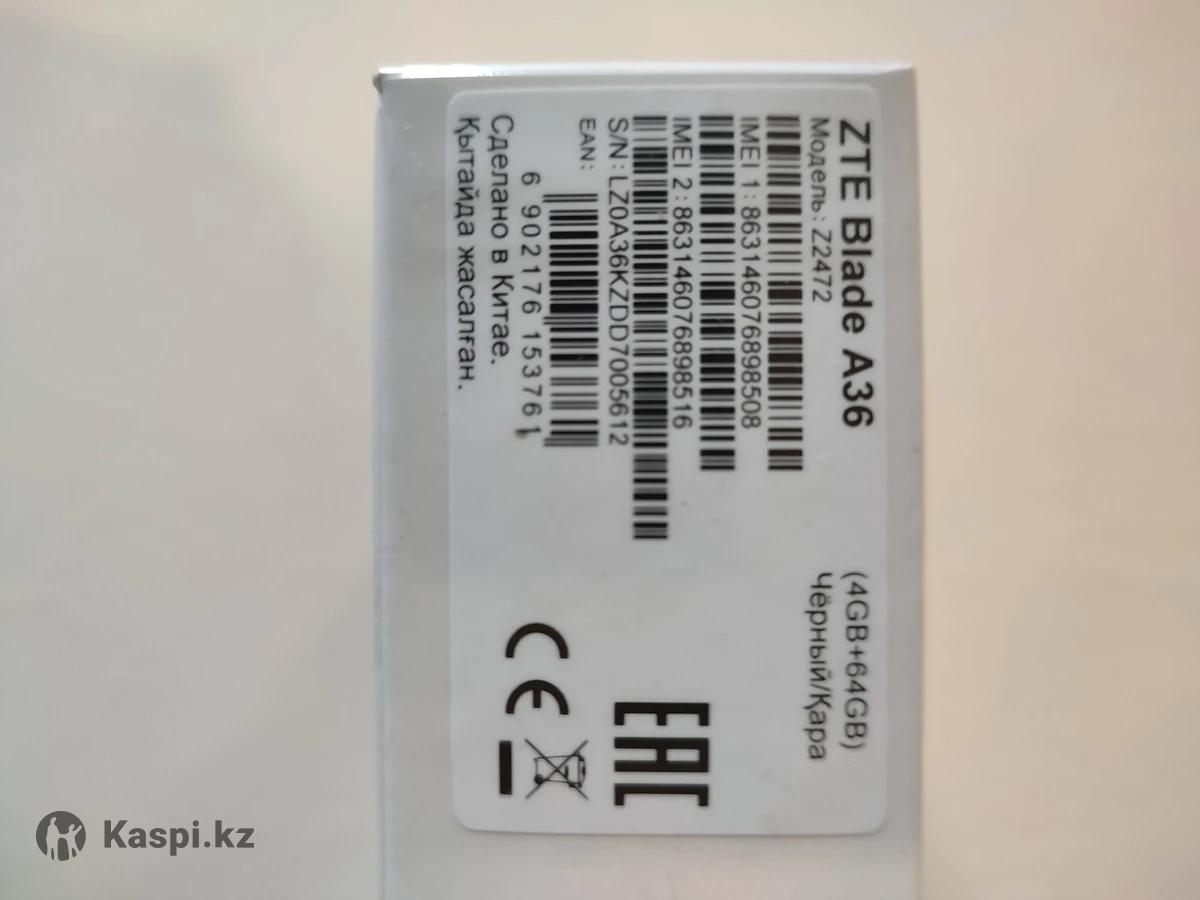 ZTE Blade A36
(4GB+64GB)
Модель: Z2472
Чёрный/Қара
IMEI 1:863146076898508
IMEI 2:863146076898516
S/N:LZ0A36KZDD7005612
EAN:
6 902176 153761
Сделано в Китае.
Қытайда жасалған.
EAC
CE
Kaspi.kz